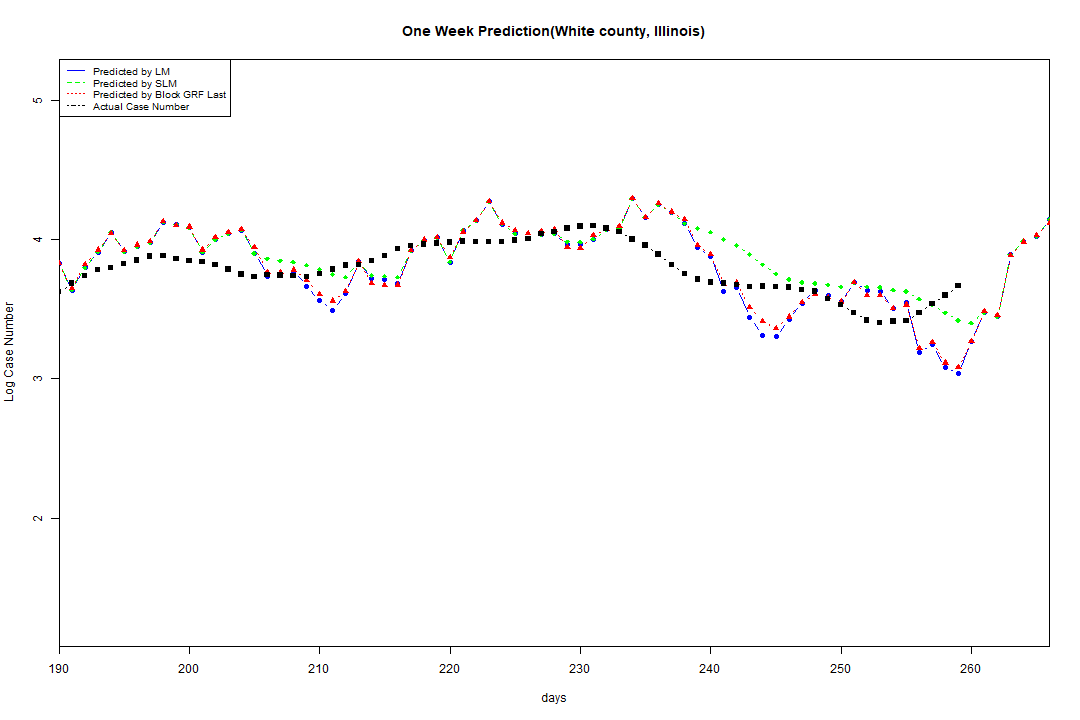 One Week Prediction(White county, Illinois)
Predicted by LM
Predicted by SLM
Predicted by Block GRF Last
Actual Case Number
5
4
3
2
Log Case Number
190 200 210 220 230 240 250 260
days